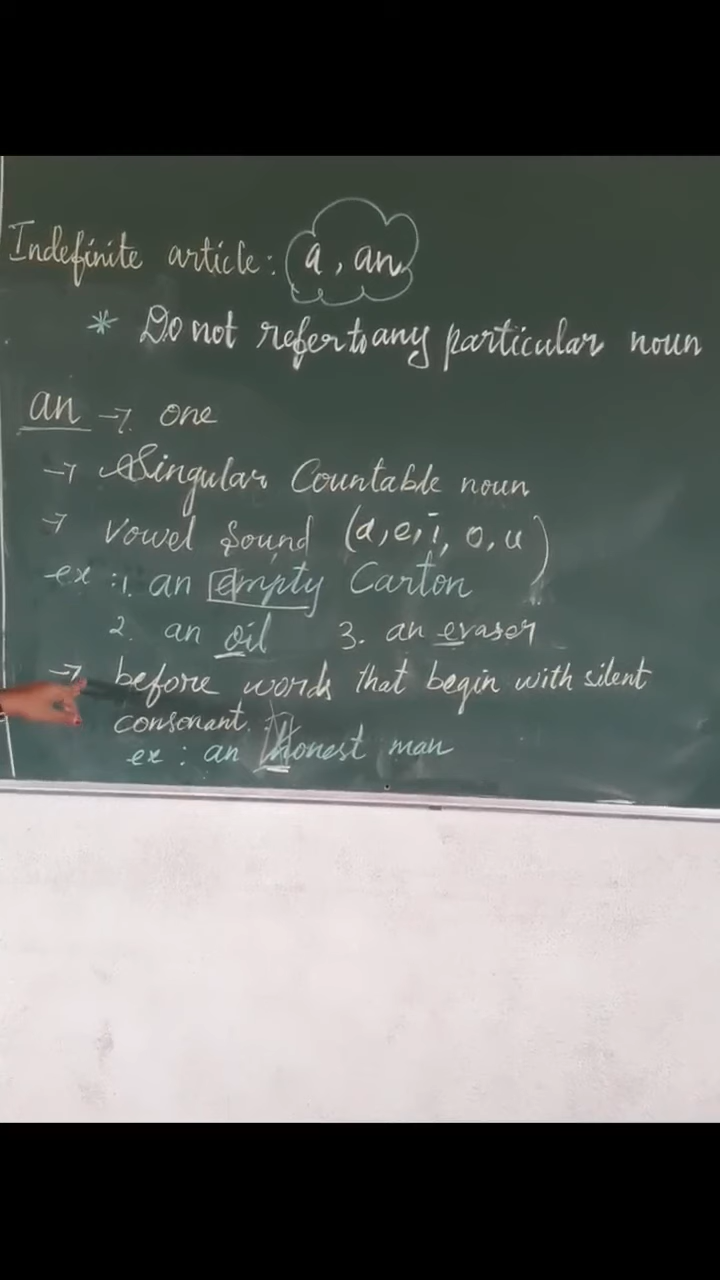 Indefinite article: a, an
* Do not refer to any particular noun
an → one
→ Singular Countable noun
→ vowel sound (a, e, i, o, u)
ex: 1. an empty Carton
2. an oil 3. an eraser
→ before words that begin with silent
consonant.
ex: an honest man